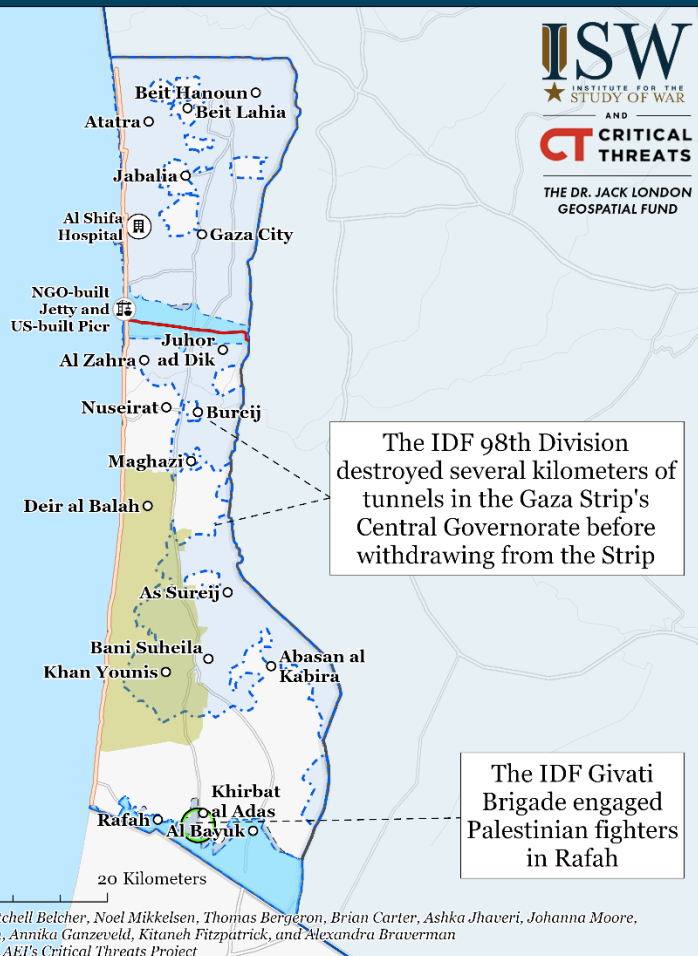 ISW
INSTITUTE FOR THE
STUDY OF WAR
AND
CT CRITICAL
THREATS
THE DR. JACK LONDON
GEOSPATIAL FUND
Beit Hanoun
Beit Lahia
Atatra
Jabalia
Al Shifa
Hospital
Gaza City
NGO-built
Jetty and
US-built Pier
Juhor
ad Dik
Al Zahra
Nuseirat
Bureij
The IDF 98th Division
destroyed several kilometers of
tunnels in the Gaza Strip's
Central Governorate before
withdrawing from the Strip
Maghazi
Deir al Balah
As Sureij
Bani Suheila
Abasan al
Kabira
Khan Younis
The IDF Givati
Brigade engaged
Palestinian fighters
in Rafah
Khirbat
al Adas
Rafah
Al Bayuk
20 Kilometers
tchell Belcher, Noel Mikkelsen, Thomas Bergeron, Brian Carter, Ashka Jhaveri, Johanna Moore,
, Annika Ganzeveld, Kitaneh Fitzpatrick, and Alexandra Braverman
AEI's Critical Threats Project